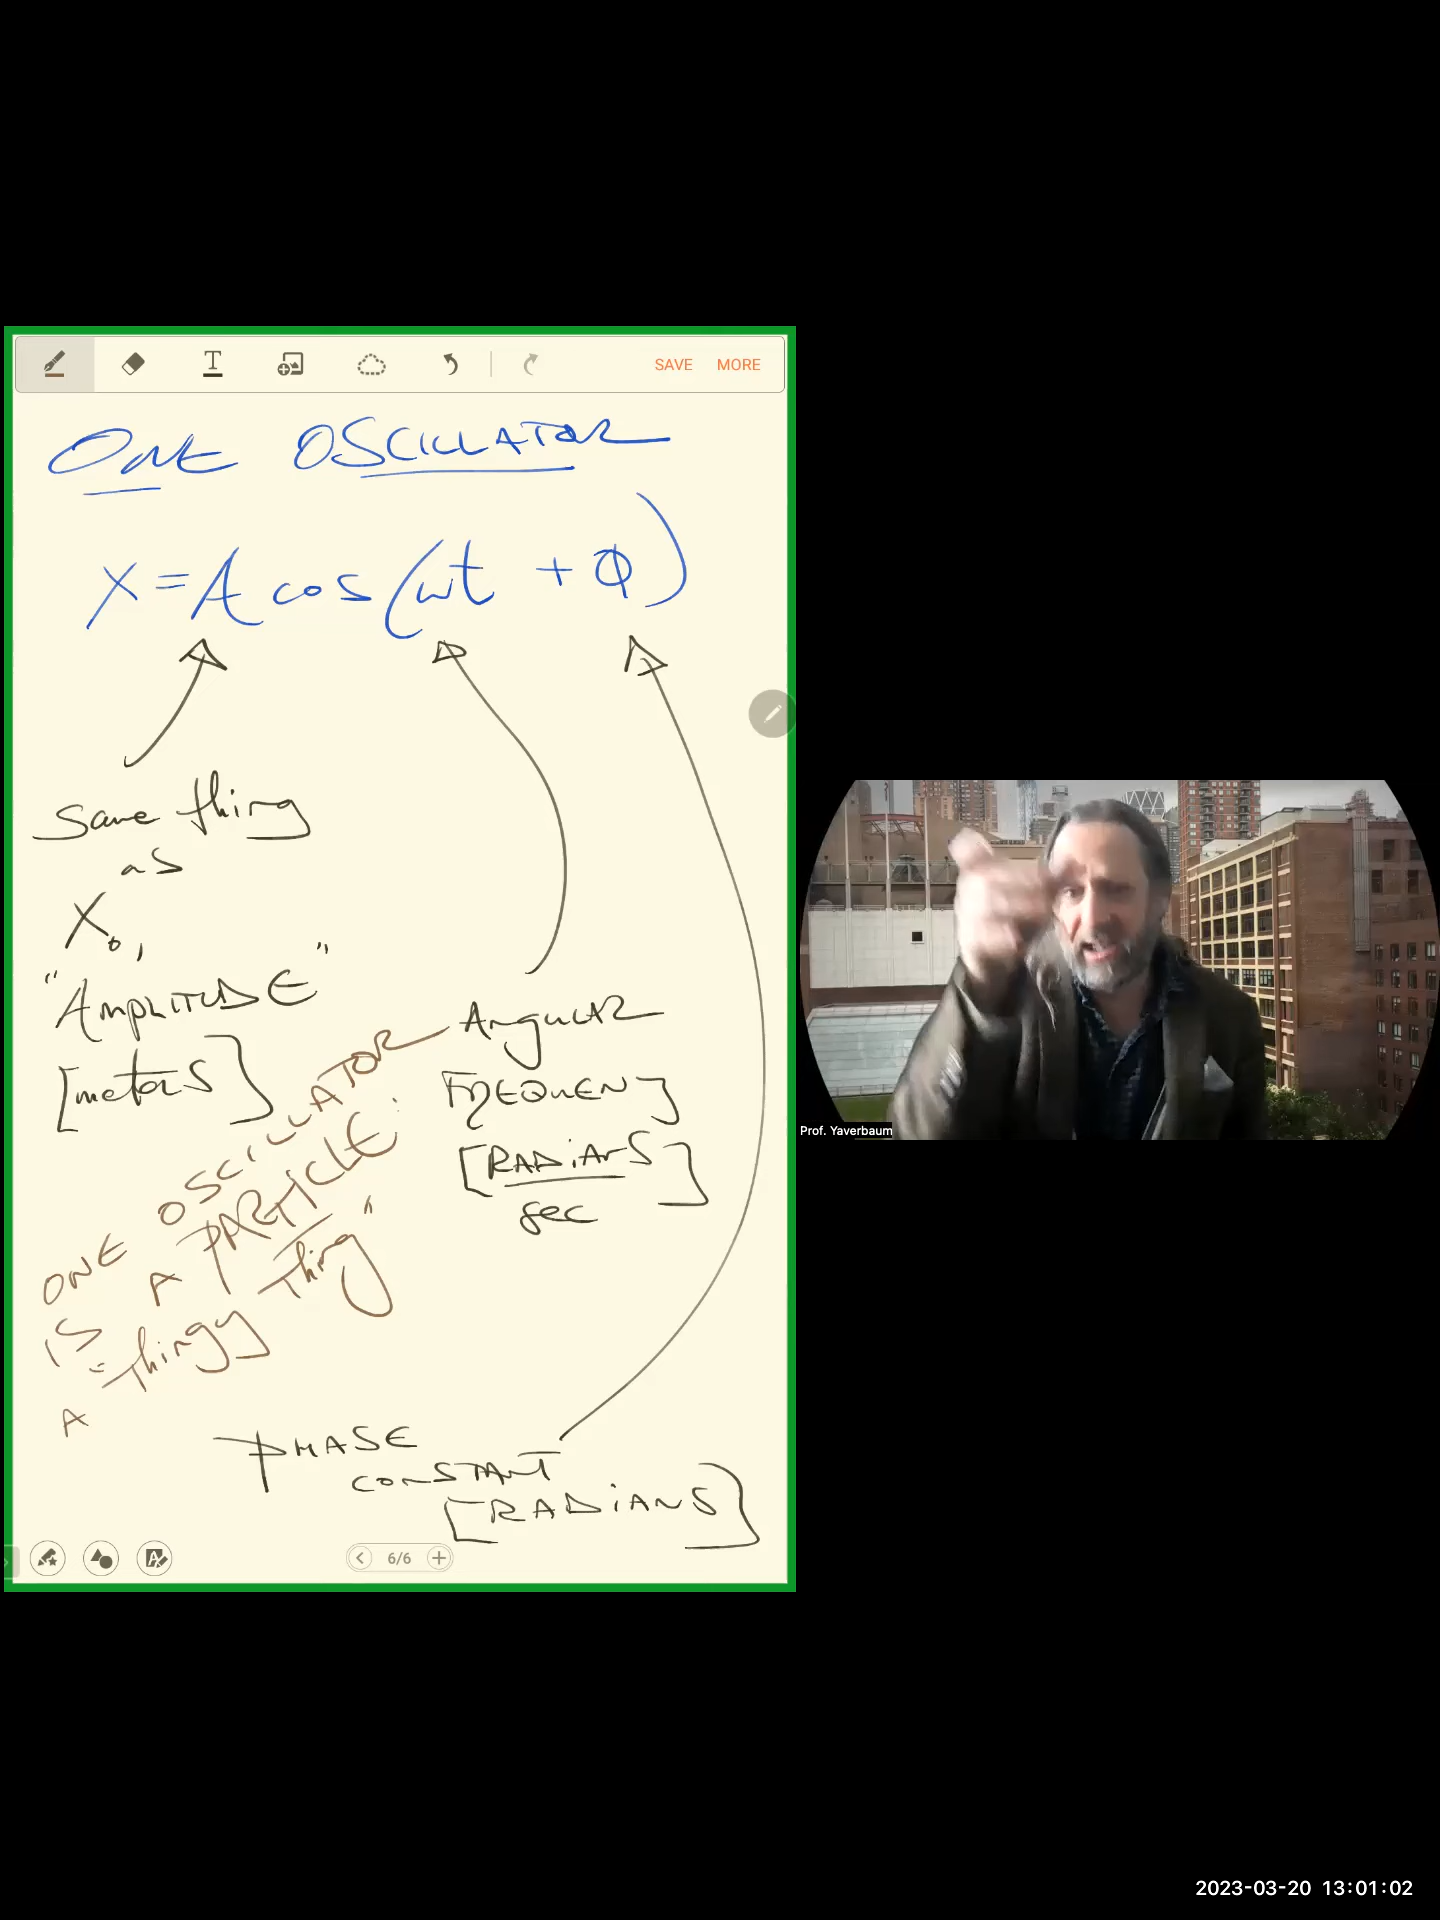 SAVE MORE
ONE OSCILLATOR
X = A cos(ωt + Φ)
Same thing
as
X₀,
"AMPLITUDE"
[meters]
Angular
FREQUENCY
[RADIANS
sec]
ONE OSCILLATOR
IS A PARTICLE:
A "Thingy Thing"
PHASE
CONSTANT
[RADIANS]
6/6
Prof. Yaverbaum
2023-03-20 13:01:02